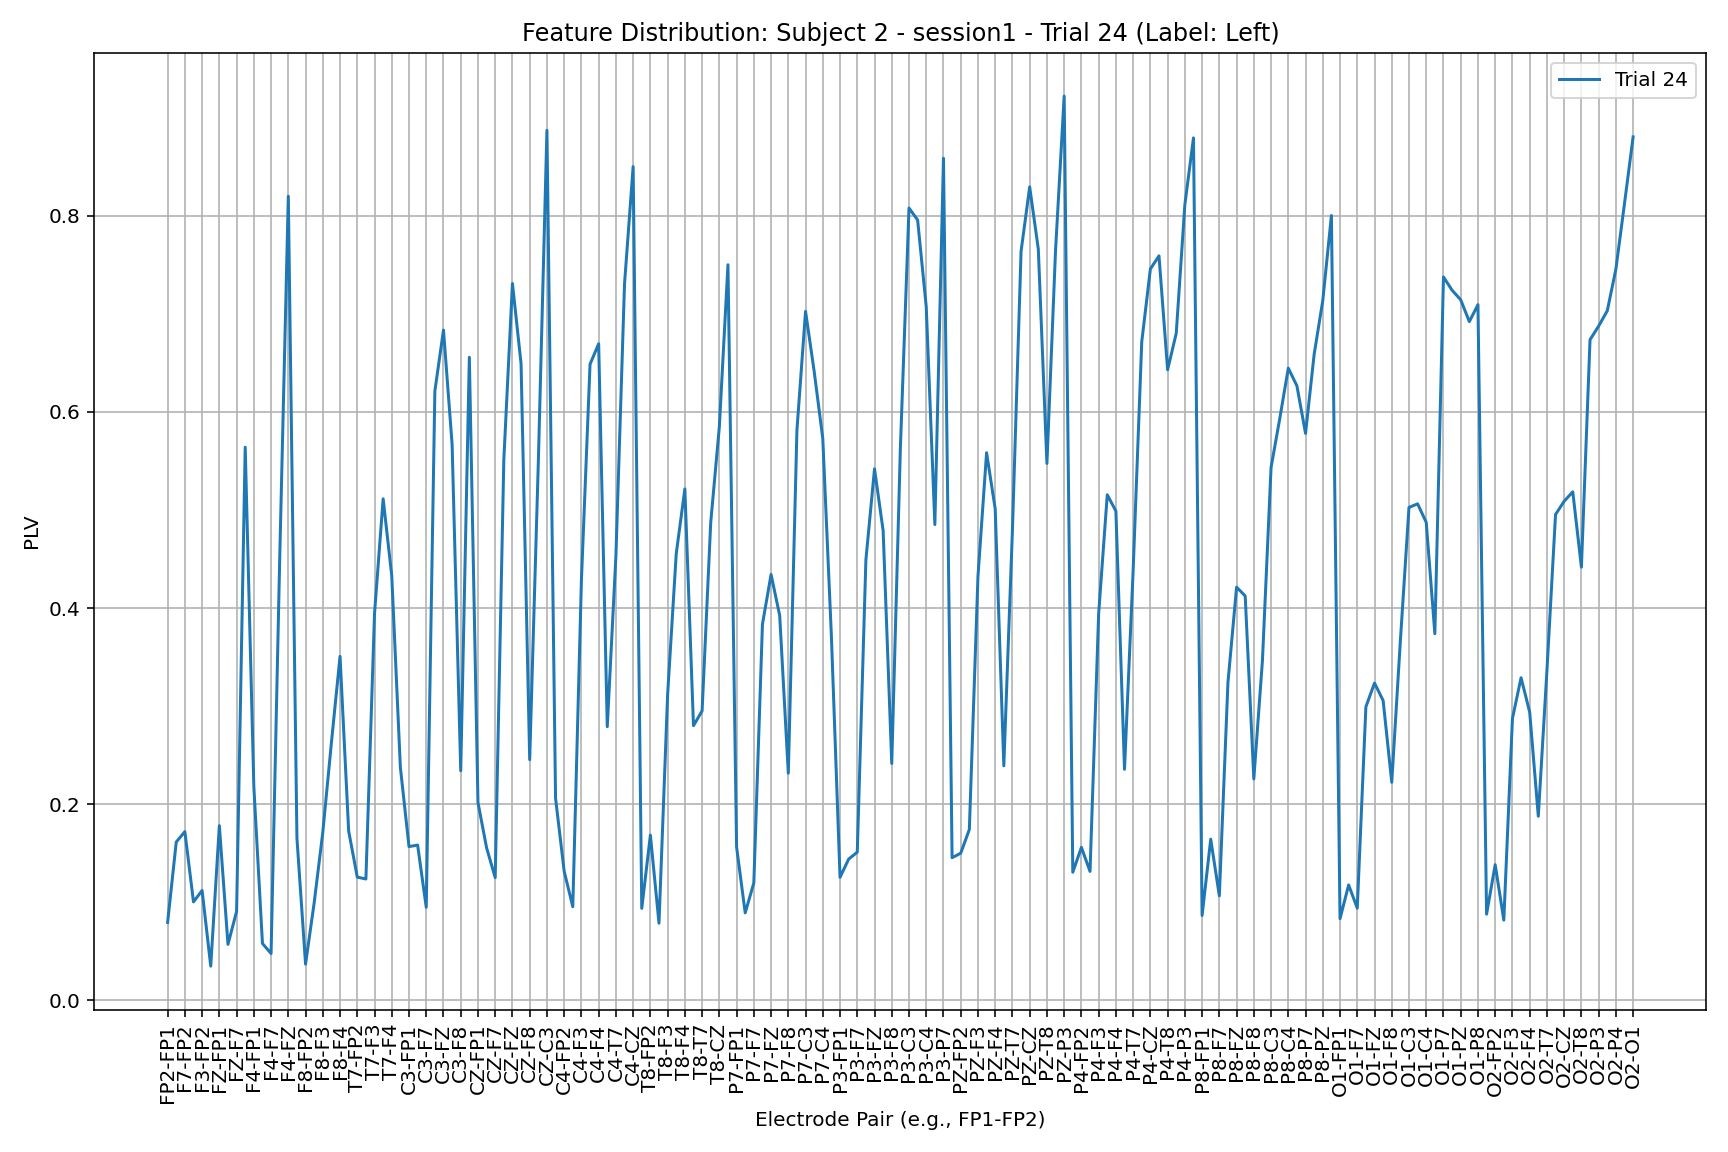 Feature Distribution: Subject 2 - session1 - Trial 24 (Label: Left)
Trial 24
PLV
0.8
0.6
0.4
0.2
0.0
FP2-FP1
F7-FP2
F3-FP2
FZ-FP1
FZ-F7
F4-FP1
F4-F7
F4-FZ
F8-FP2
F8-F3
F8-F4
T7-FP2
T7-F3
T7-F4
C3-FP1
C3-F7
C3-FZ
C3-F8
CZ-FP1
CZ-F7
CZ-FZ
CZ-F8
CZ-C3
C4-FP2
C4-F3
C4-F4
C4-T7
C4-CZ
T8-FP2
T8-F3
T8-F4
T8-T7
T8-CZ
P7-FP1
P7-F7
P7-FZ
P7-F8
P7-C3
P7-C4
P3-FP1
P3-F7
P3-FZ
P3-F8
P3-C3
P3-C4
P3-P7
PZ-FP2
PZ-F3
PZ-F4
PZ-T7
PZ-CZ
PZ-T8
PZ-P3
P4-FP2
P4-F3
P4-F4
P4-T7
P4-CZ
P4-T8
P4-P3
P8-FP1
P8-F7
P8-FZ
P8-F8
P8-C3
P8-C4
P8-P7
P8-PZ
O1-FP1
O1-F7
O1-FZ
O1-F8
O1-C3
O1-C4
O1-P7
O1-PZ
O1-P8
O2-FP2
O2-F3
O2-F4
O2-T7
O2-CZ
O2-T8
O2-P3
O2-P4
O2-O1
Electrode Pair (e.g., FP1-FP2)